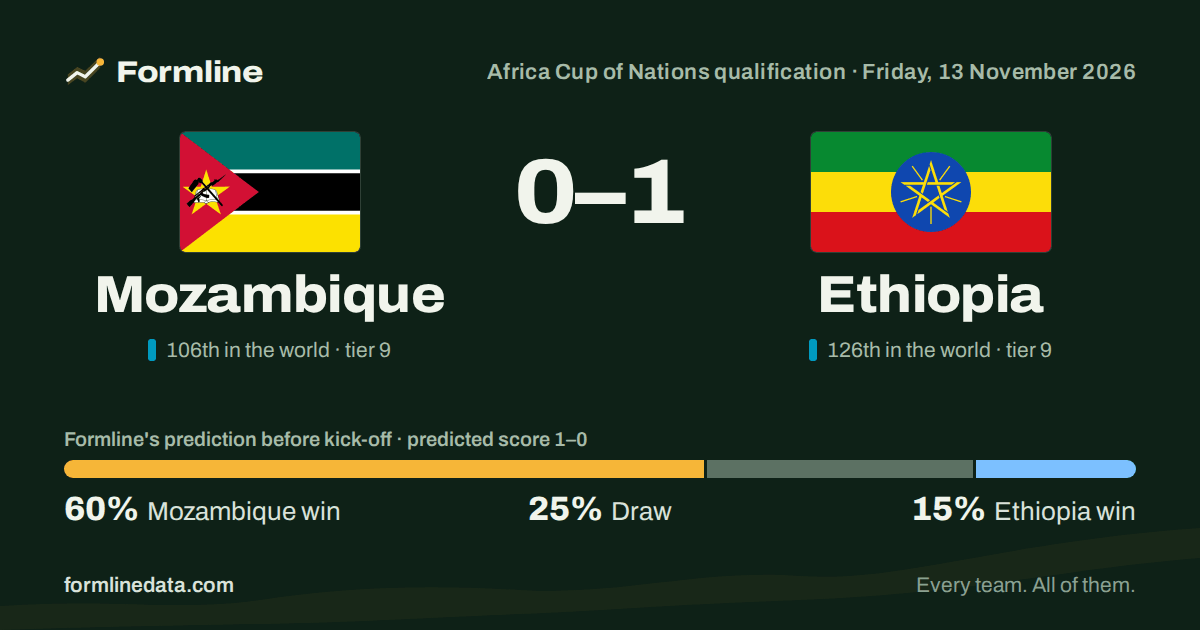 Formline
Africa Cup of Nations qualification · Friday, 13 November 2026
0–1
Mozambique
Ethiopia
106th in the world · tier 9
126th in the world · tier 9
Formline's prediction before kick-off · predicted score 1–0
60% Mozambique win
25% Draw
15% Ethiopia win
formlinedata.com
Every team. All of them.